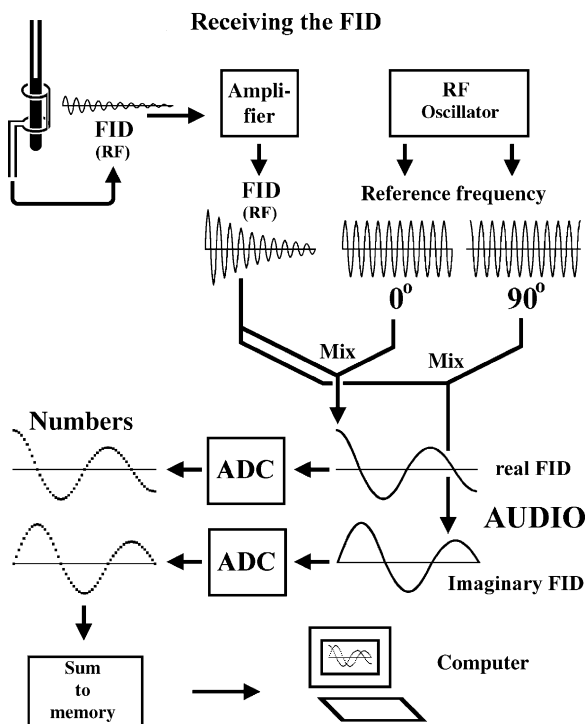 Receiving the FID
FID
(RF)
Ampli-
fier
RF
Oscillator
FID
(RF)
Reference frequency
0°
90°
Mix
Mix
Numbers
ADC
real FID
AUDIO
ADC
Imaginary FID
Sum
to
memory
Computer